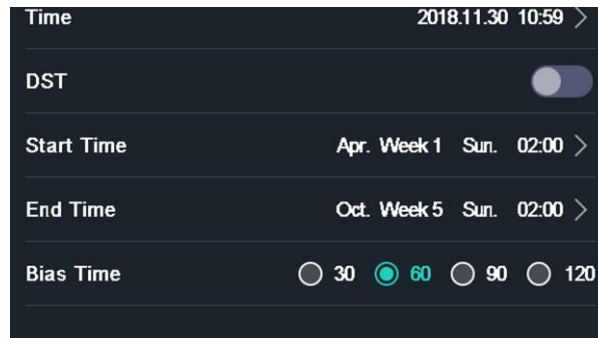 Time 2018.11.30 10:59 >
DST
Start Time Apr. Week 1 Sun. 02:00 >
End Time Oct. Week 5 Sun. 02:00 >
Bias Time 30 60 90 120